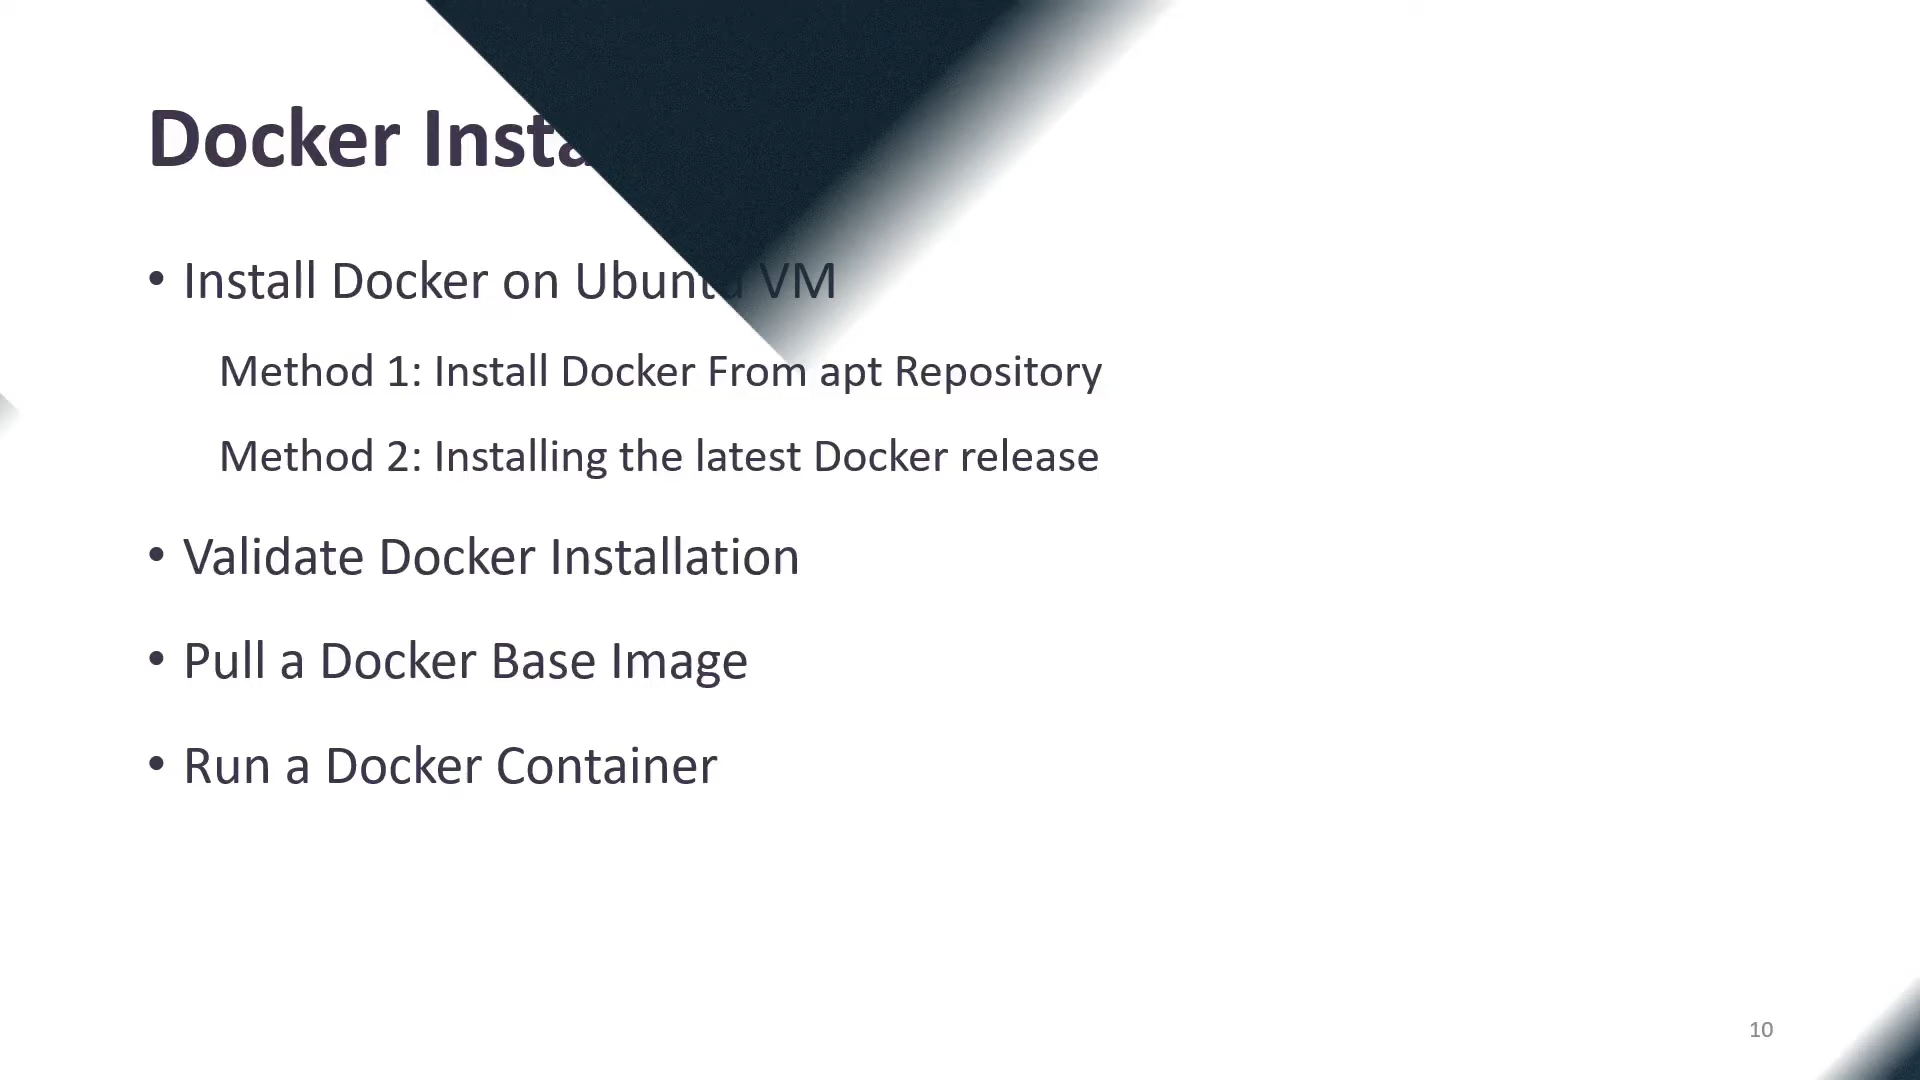 Docker Insta
• Install Docker on Ubuntu VM
Method 1: Install Docker From apt Repository
Method 2: Installing the latest Docker release
• Validate Docker Installation
• Pull a Docker Base Image
• Run a Docker Container
10